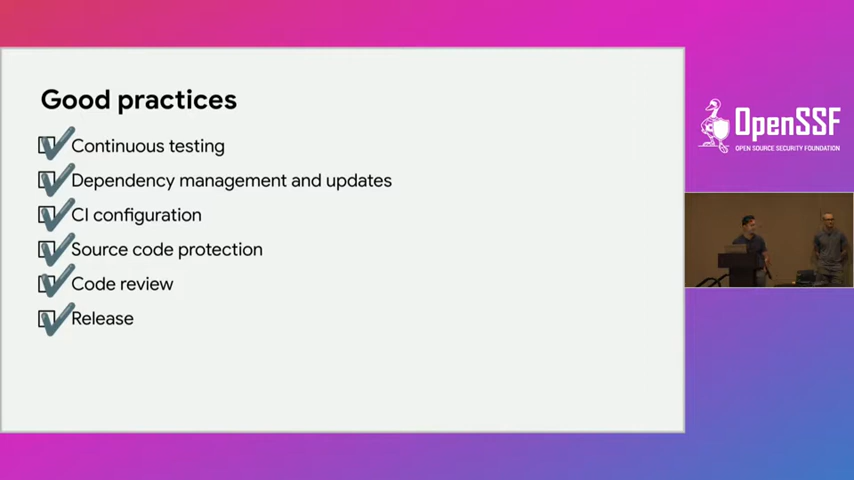 Good practices
Continuous testing
Dependency management and updates
CI configuration
Source code protection
Code review
Release
OpenSSF
OPEN SOURCE SECURITY FOUNDATION